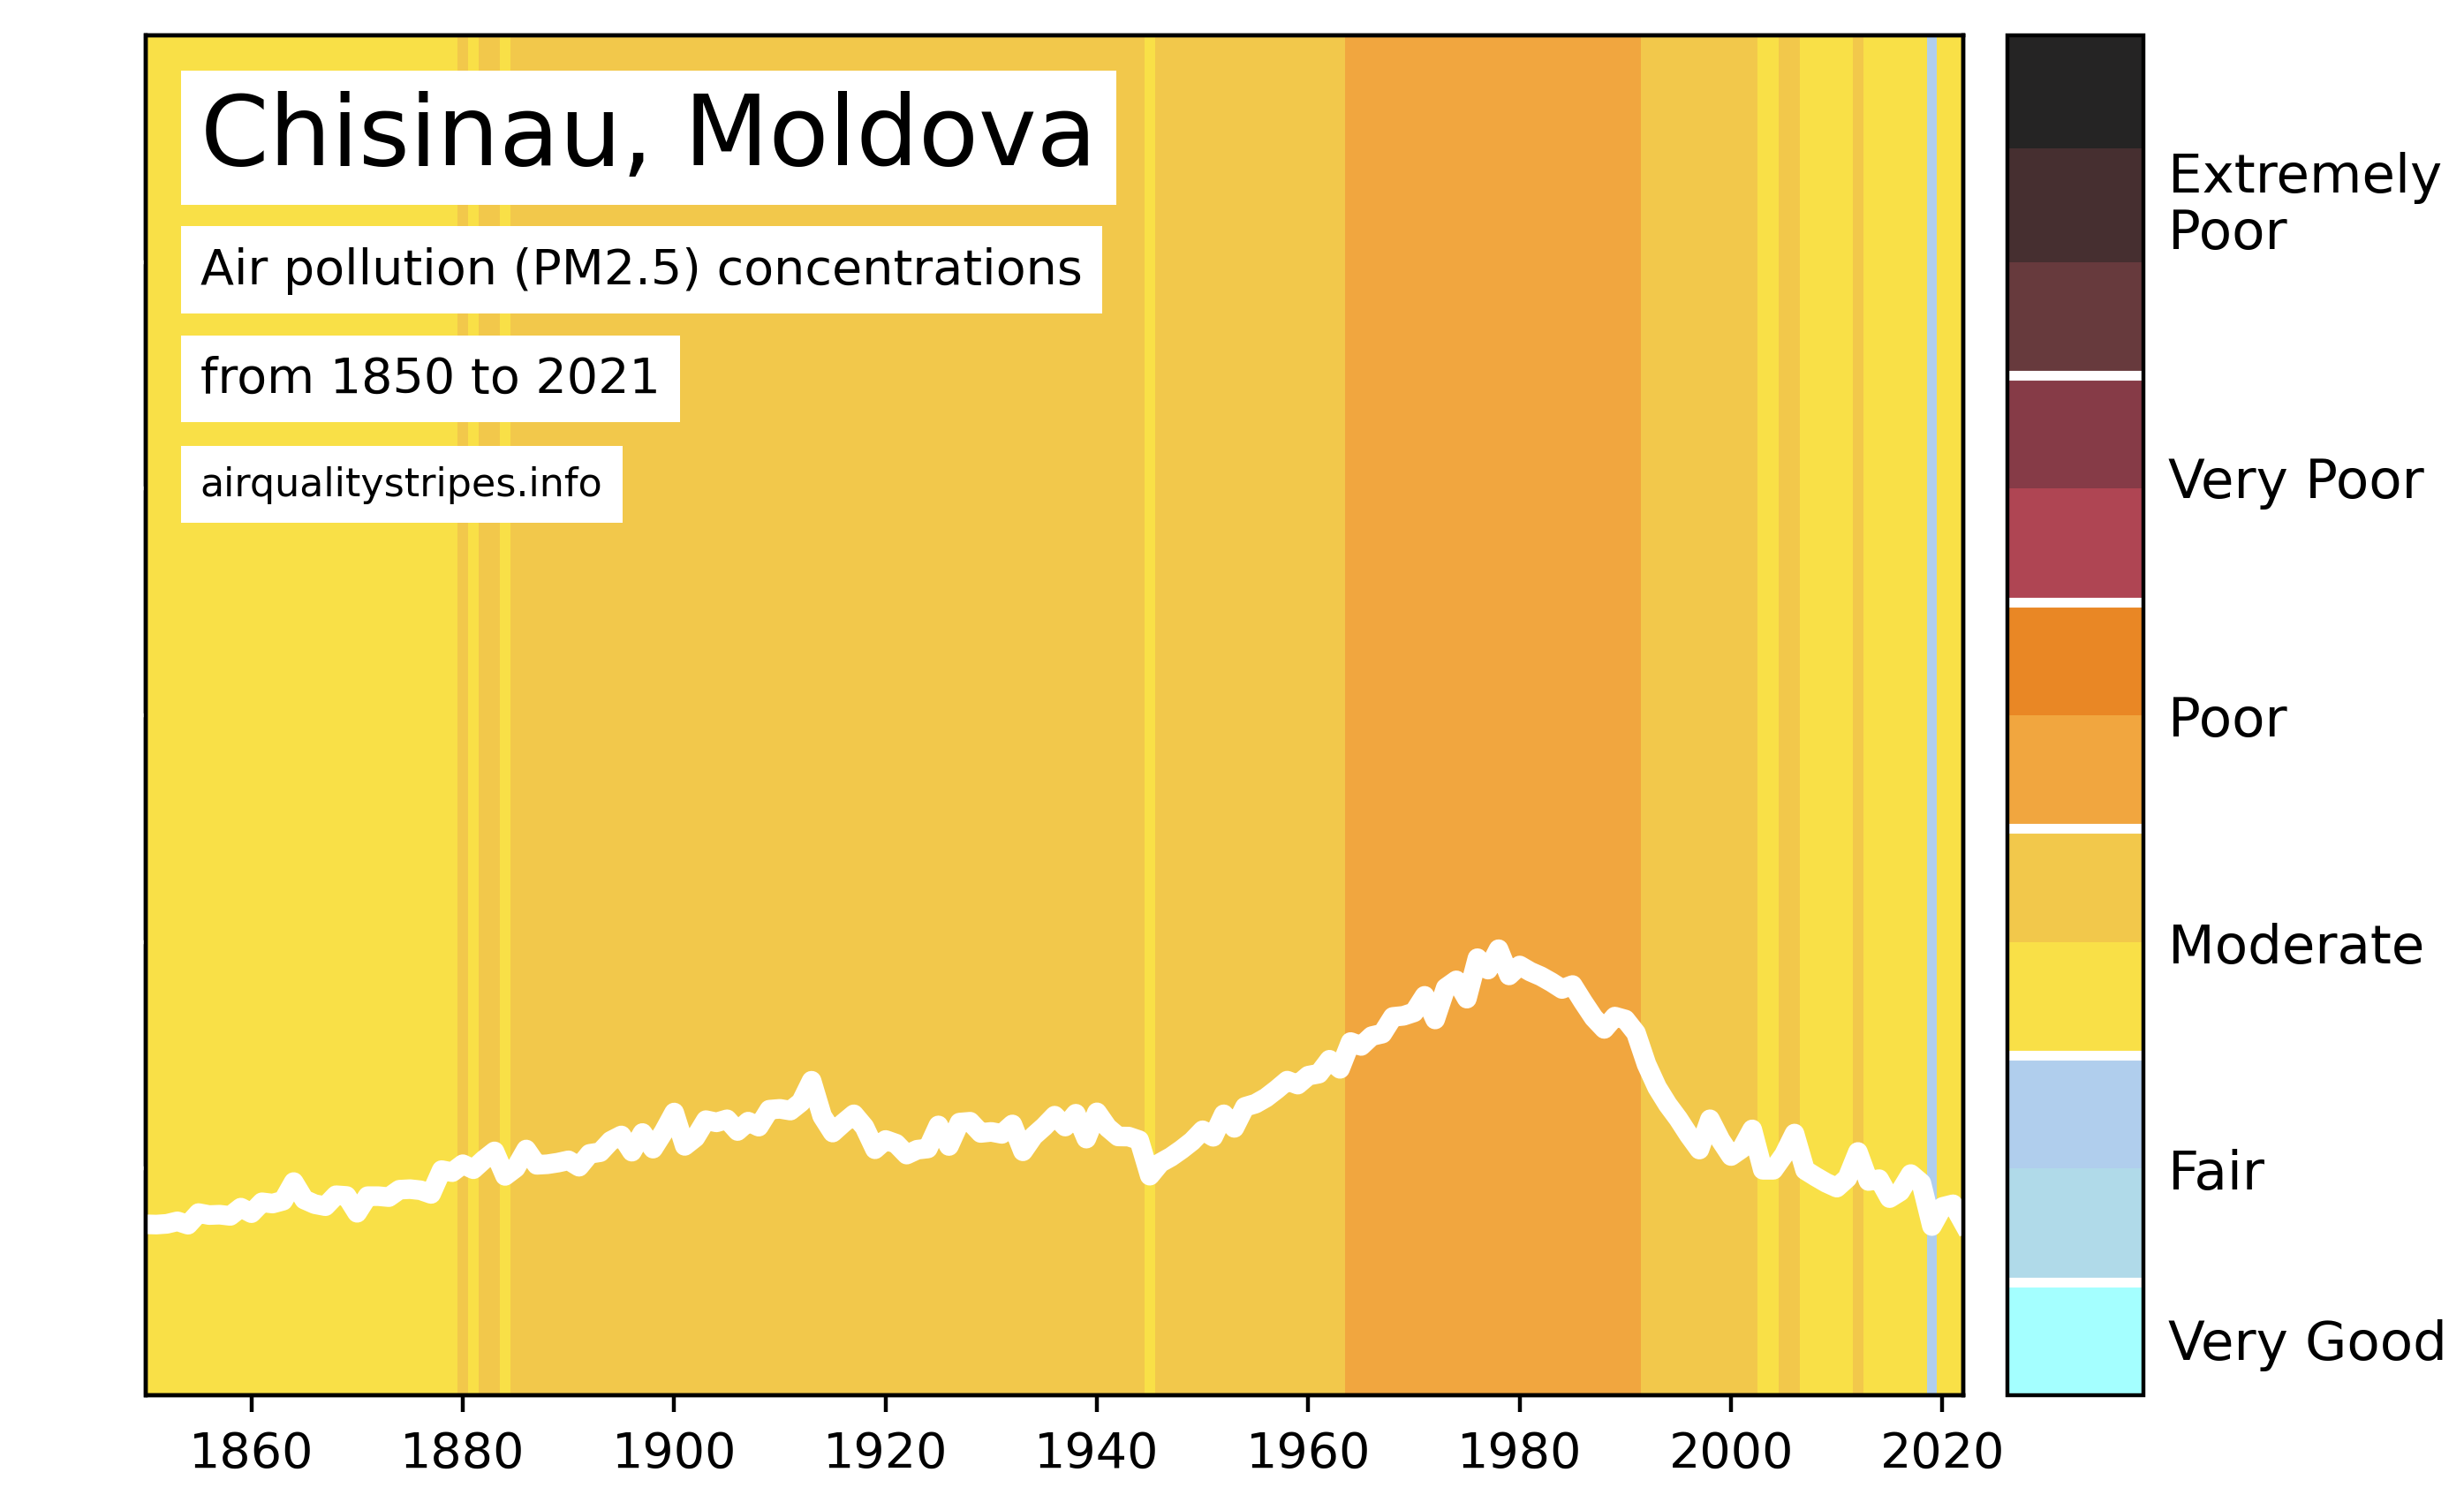 Chisinau, Moldova
Air pollution (PM2.5) concentrations
from 1850 to 2021
airqualitystripes.info
Extremely
Poor
Very Poor
Poor
Moderate
Fair
Very Good
1860 1880 1900 1920 1940 1960 1980 2000 2020